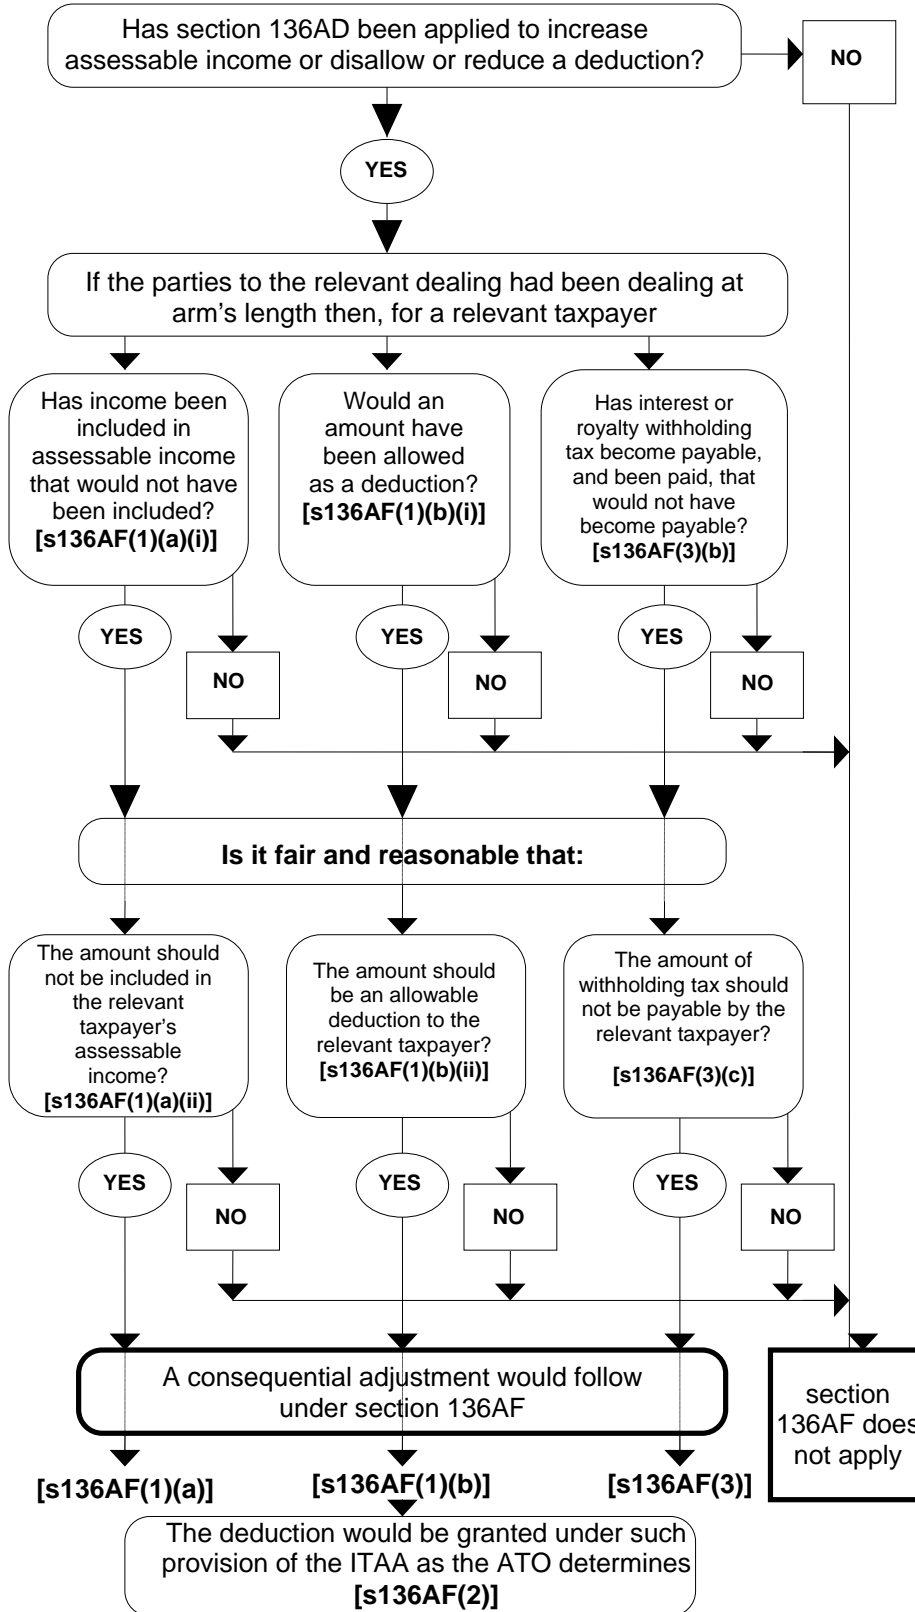 Has section 136AD been applied to increase
assessable income or disallow or reduce a deduction?
NO
YES
If the parties to the relevant dealing had been dealing at
arm's length then, for a relevant taxpayer
Has income been
included in
assessable income
that would not have
been included?
[s136AF(1)(a)(i)]
Would an
amount have
been allowed
as a deduction?
[s136AF(1)(b)(i)]
Has interest or
royalty withholding
tax become payable,
and been paid, that
would not have
become payable?
[s136AF(3)(b)]
YES
NO
YES
NO
YES
NO
Is it fair and reasonable that:
The amount should
not be included in
the relevant
taxpayer's
assessable
income?
[s136AF(1)(a)(ii)]
The amount should
be an allowable
deduction to the
relevant taxpayer?
[s136AF(1)(b)(ii)]
The amount of
withholding tax should
not be payable by the
relevant taxpayer?
[s136AF(3)(c)]
YES
NO
YES
NO
YES
NO
A consequential adjustment would follow
under section 136AF
section
136AF does
not apply
[s136AF(1)(a)]
[s136AF(1)(b)]
[s136AF(3)]
The deduction would be granted under such
provision of the ITAA as the ATO determines
[s136AF(2)]